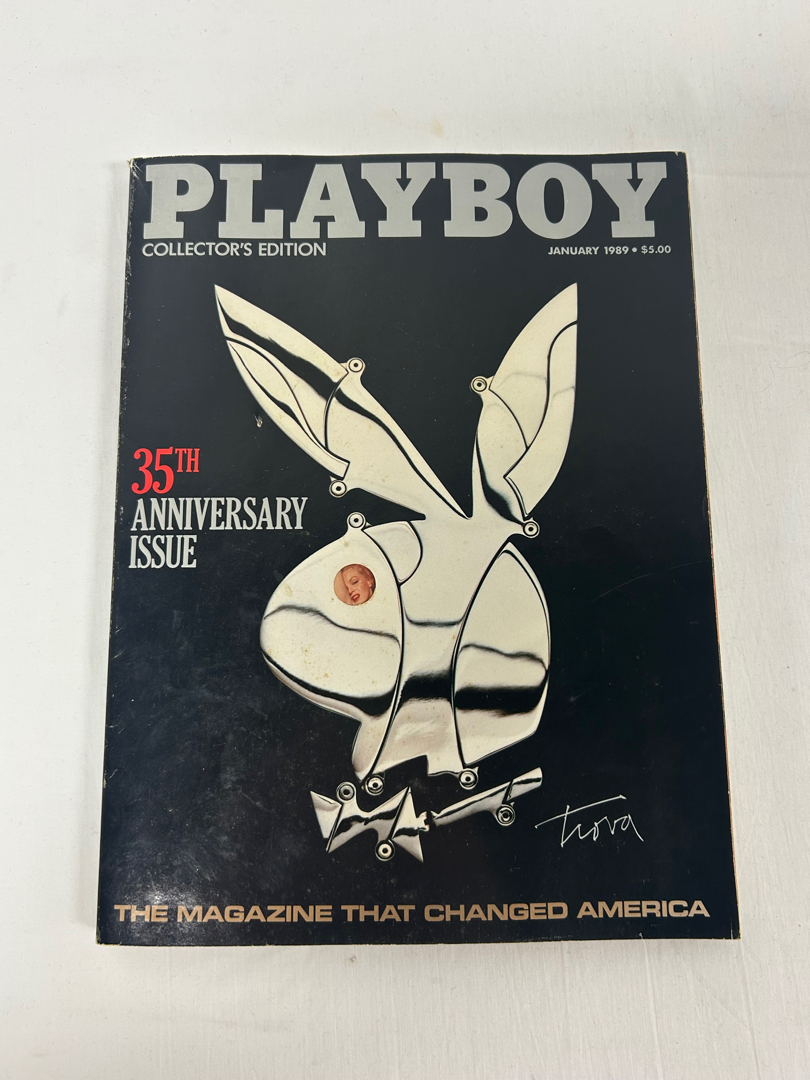 PLAYBOY
COLLECTOR'S EDITION
JANUARY 1989 • $5.00
35TH
ANNIVERSARY
ISSUE
trova
THE MAGAZINE THAT CHANGED AMERICA